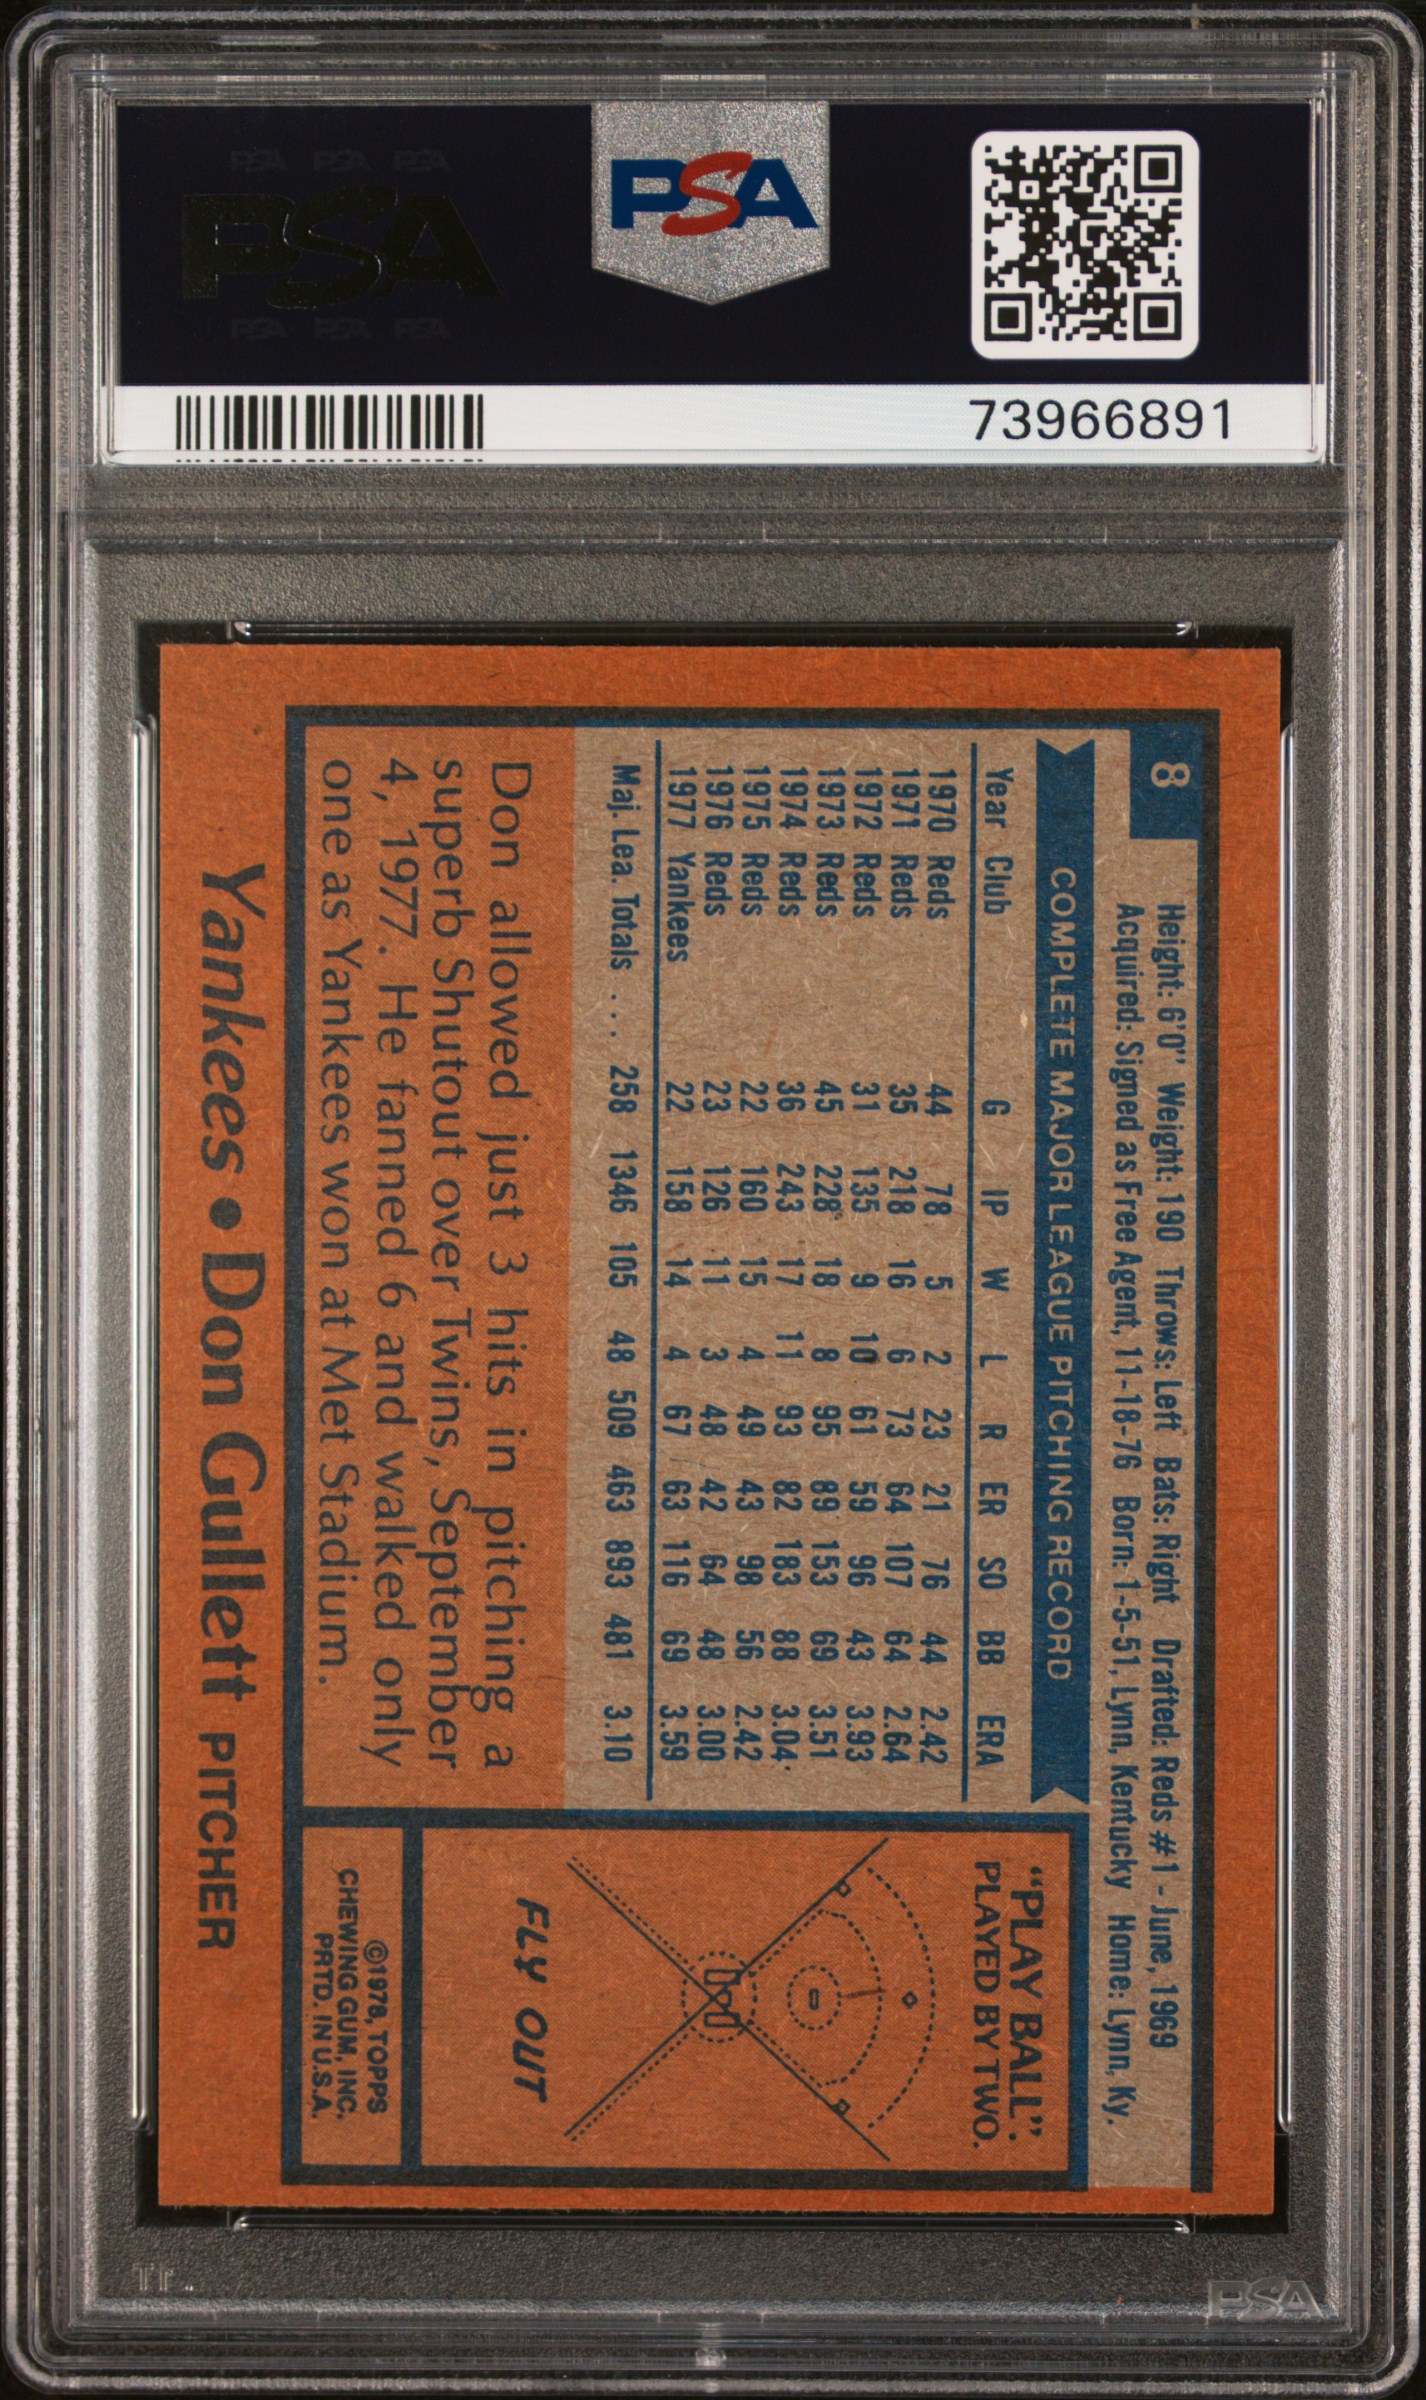 PSA PSA PSA
PSA
PSA PSA PSA
PSA
73966891
8
Height: 6'0" Weight: 190 Throws: Left Bats: Right Drafted: Reds #1 - June, 1969
Acquired: Signed as Free Agent, 11-18-76 Born: 1-5-51, Lynn, Kentucky Home: Lynn, Ky.
COMPLETE MAJOR LEAGUE PITCHING RECORD
Year Club G IP W L R ER SO BB ERA
1970 Reds 44 78 5 2 23 21 76 44 2.42
1971 Reds 35 218 16 6 73 64 107 64 2.64
1972 Reds 31 135 9 10 61 59 96 43 3.93
1973 Reds 45 228 18 8 95 89 153 69 3.51
1974 Reds 36 243 17 11 93 82 183 88 3.04
1975 Reds 22 160 15 4 49 43 98 56 2.42
1976 Reds 23 126 11 3 48 42 64 48 3.00
1977 Yankees 22 158 14 4 67 63 116 69 3.59
Maj. Lea. Totals . . . 258 1346 105 48 509 463 893 481 3.10
Don allowed just 3 hits in pitching a
superb Shutout over Twins, September
4, 1977. He fanned 6 and walked only
one as Yankees won at Met Stadium.
"PLAY BALL".
PLAYED BY TWO.
FLY OUT
©1978, TOPPS
CHEWING GUM, INC.
PRTD. IN U.S.A.
Yankees • Don Gullett PITCHER
PSA